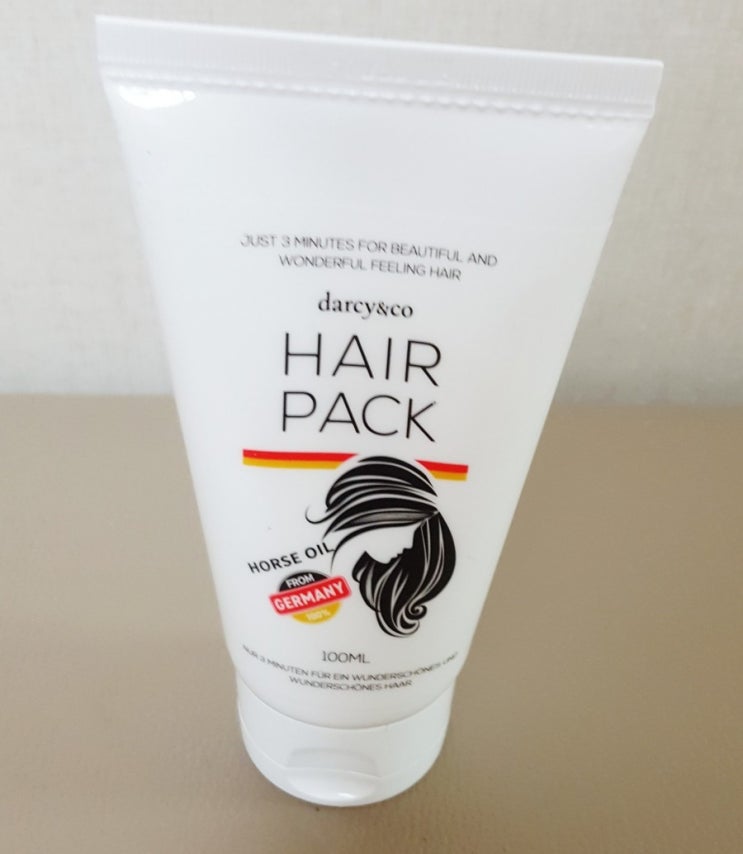 JUST 3 MINUTES FOR BEAUTIFUL AND
WONDERFUL FEELING HAIR
darcy&co
HAIR
PACK
HORSE OIL
FROM
GERMANY
100%
100ML
NUR 3 MINUTEN FÜR EIN WUNDERSCHÖNES UND
WUNDERSCHÖNES HAAR